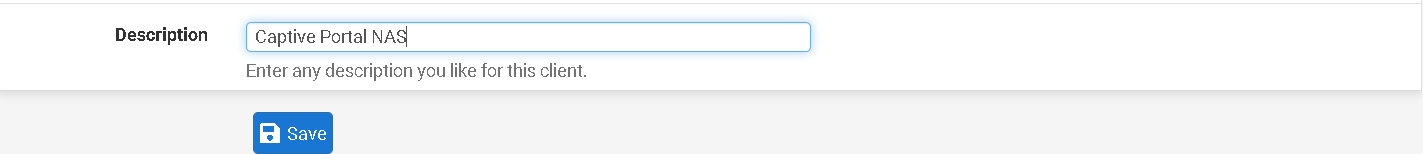 Description
Captive Portal NAS
Enter any description you like for this client.
Save